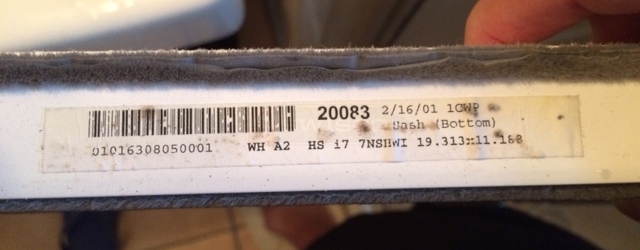 20083 2/16/01 1CWP
Sash (Bottom)
01016308050001 WH A2 HS i7 7NSHWI 19.313x11.188